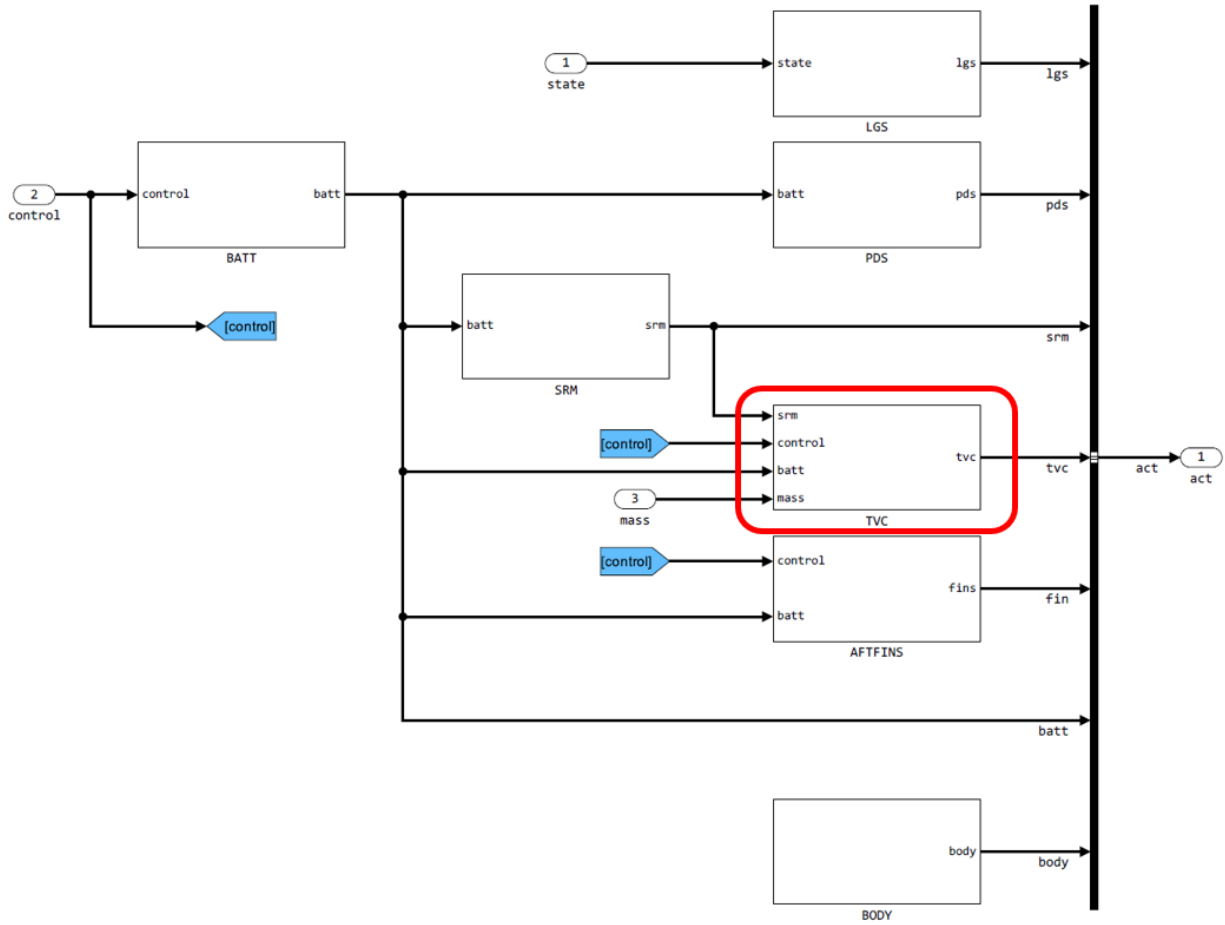 1
state
state
lgs
lgs
LGS
2
control
control
batt
BATT
batt
pds
pds
PDS
[control]
batt
srm
srm
SRM
srm
[control]
control
batt
tvc
tvc
act
1
act
3
mass
mass
TVC
[control]
control
fins
fin
batt
AFTFINS
batt
body
body
BODY